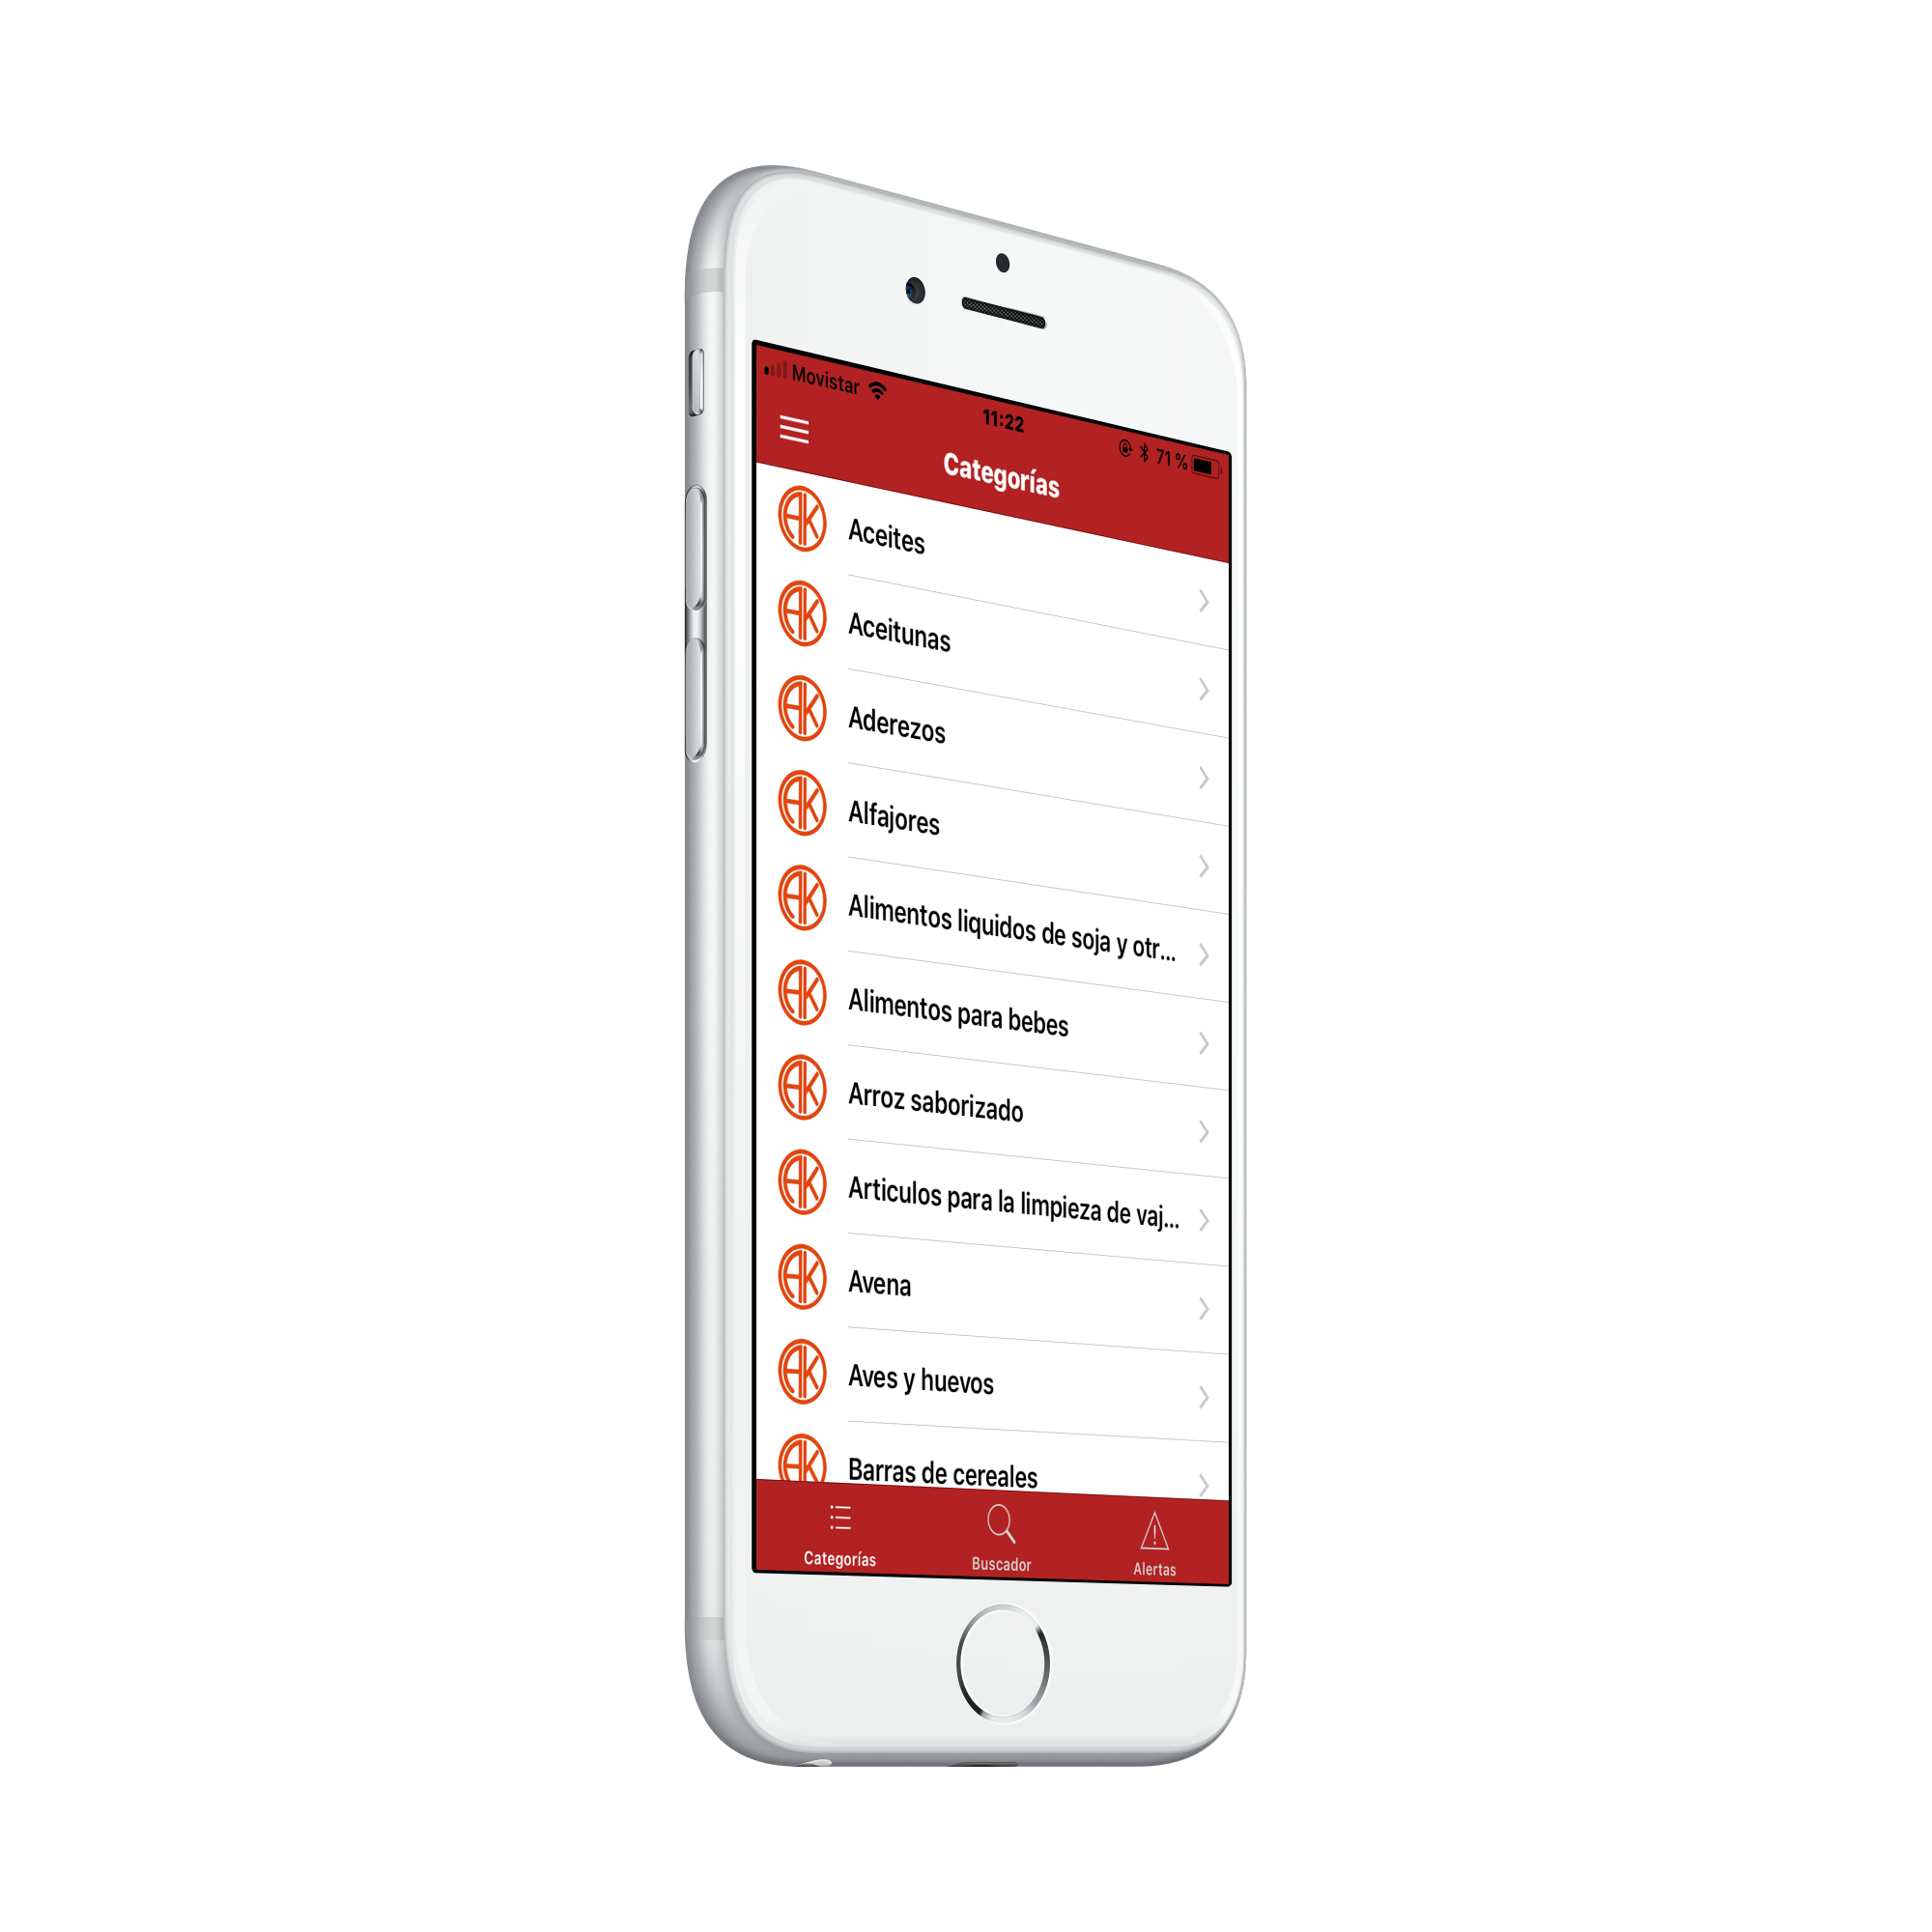 Movistar
11:22
71 %
Categorías
AK
Aceites
AK
Aceitunas
AK
Aderezos
AK
Alfajores
AK
Alimentos liquidos de soja y otr...
AK
Alimentos para bebes
AK
Arroz saborizado
AK
Articulos para la limpieza de vaj...
AK
Avena
AK
Aves y huevos
AK
Barras de cereales
Categorías
Buscador
Alertas